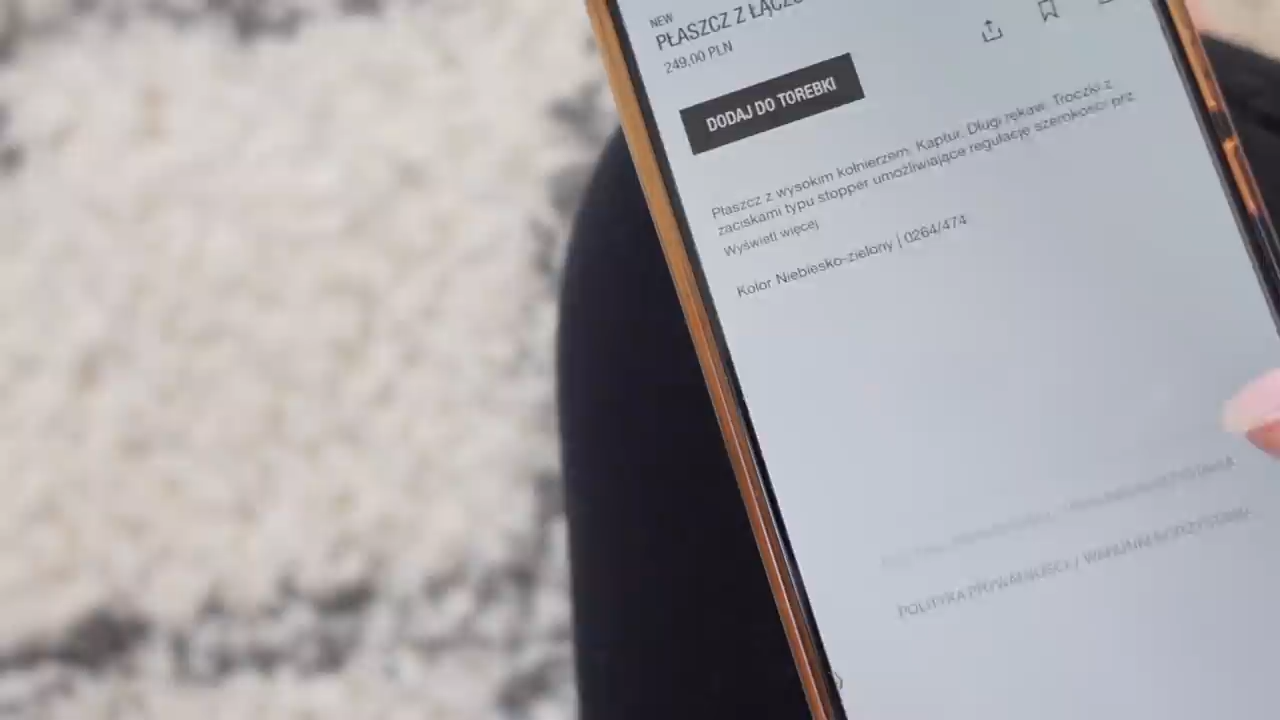 NEW
PŁASZCZ Z
249,00 PLN
DODAJ DO TOREBKI
Płaszcz z wysokim kołnierzem. Kaptur. Długi rękaw. Troczki z
zaciskami typu stopper umożliwiające regulację szerokości prz
Wyświetl więcej
Kolor Niebiesko-zielony | 0264/474
POLITYKA PRYWATNOŚCI / WARUNKI KORZYSTANIA